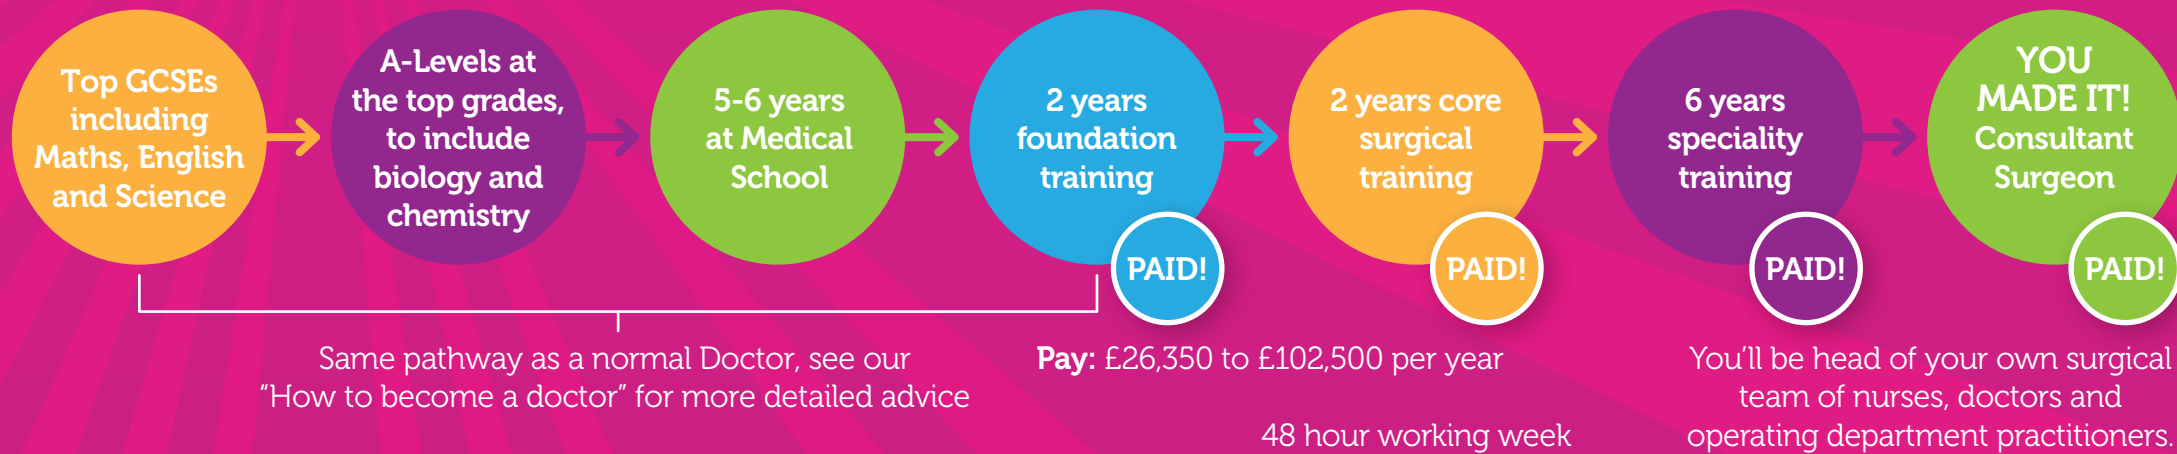 Top GCSEs
including
Maths, English
and Science
A-Levels at
the top grades,
to include
biology and
chemistry
5-6 years
at Medical
School
2 years
foundation
training
PAID!
2 years core
surgical
training
PAID!
6 years
speciality
training
PAID!
YOU
MADE IT!
Consultant
Surgeon
PAID!
Same pathway as a normal Doctor, see our
“How to become a doctor” for more detailed advice
Pay: £26,350 to £102,500 per year
48 hour working week
You’ll be head of your own surgical
team of nurses, doctors and
operating department practitioners.